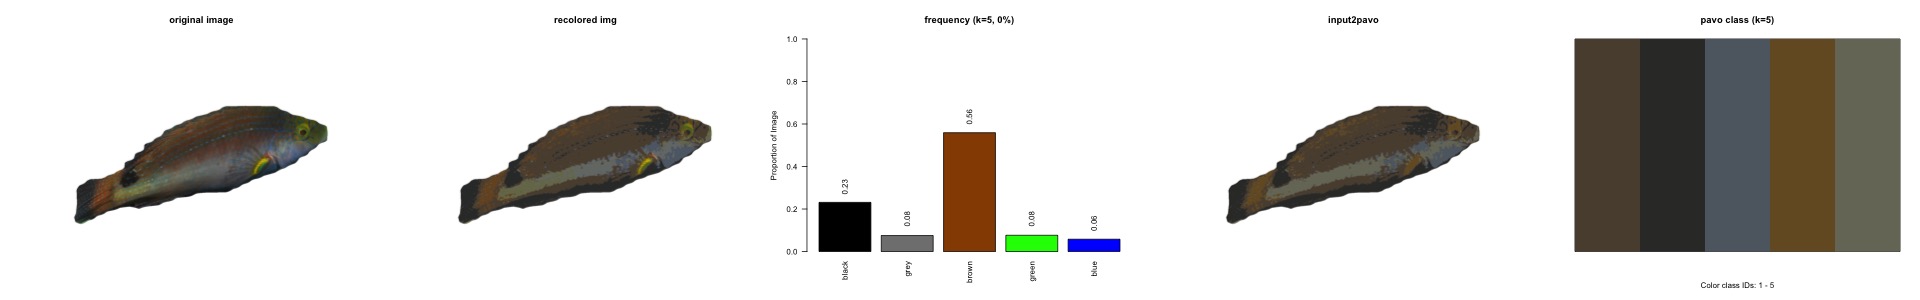 original image
recolored img
frequency (k=5, 0%)
input2pavo
pavo class (k=5)
Proportion of Image
1.0
0.8
0.6
0.4
0.2
0.0
0.23
0.08
0.56
0.08
0.06
black
grey
brown
green
blue
Color class IDs: 1 - 5